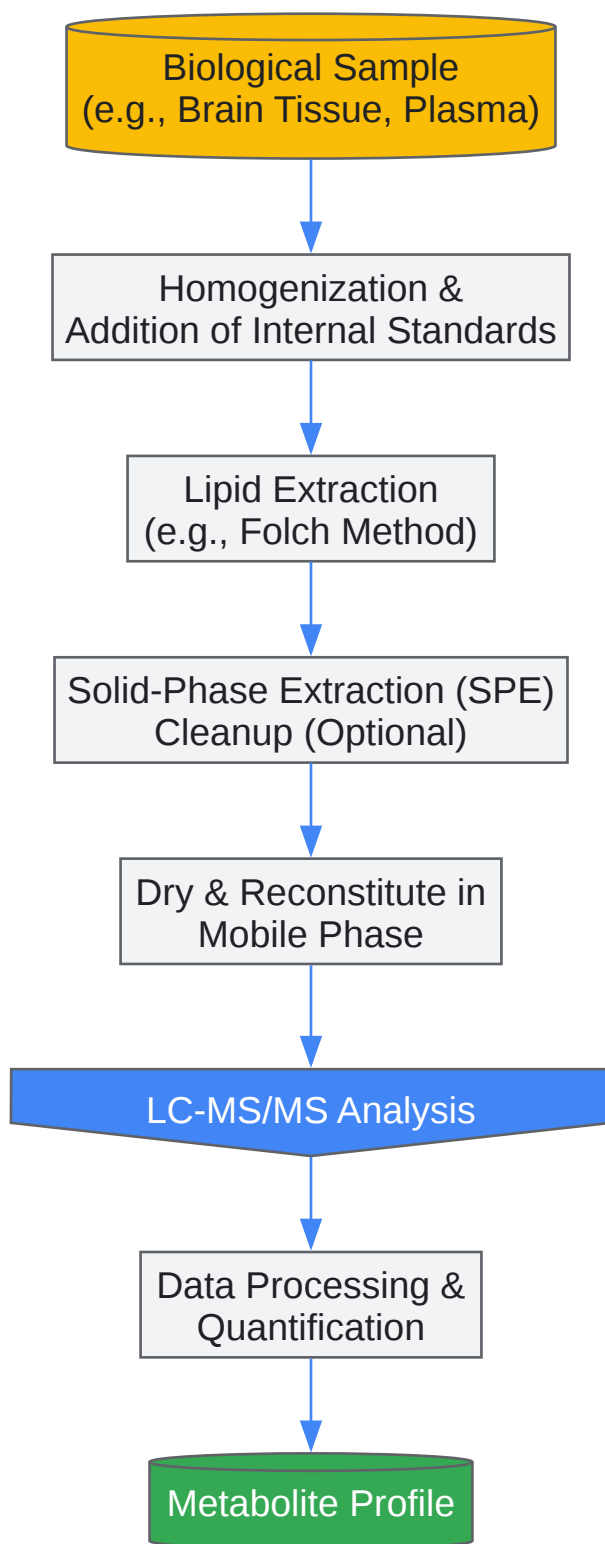 Biological Sample
(e.g., Brain Tissue, Plasma)
Homogenization &
Addition of Internal Standards
Lipid Extraction
(e.g., Folch Method)
Solid-Phase Extraction (SPE)
Cleanup (Optional)
Dry & Reconstitute in
Mobile Phase
LC-MS/MS Analysis
Data Processing &
Quantification
Metabolite Profile